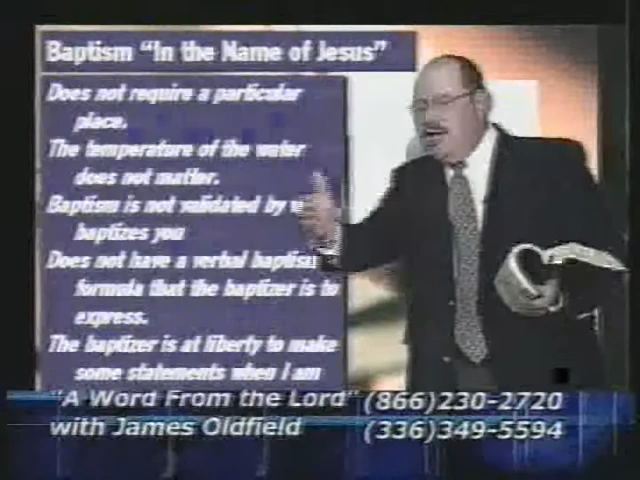 Baptism "In the Name of Jesus"
Does not require a particular
place.
The temperature of the water
does not matter.
Baptism is not validated by
baptizes you
Does not have a verbal baptism
formula that the baptizer is to
express.
The baptizer is at liberty to make
some statements when I am
"A Word From the Lord" (866)230-2720
with James Oldfield (336)349-5594